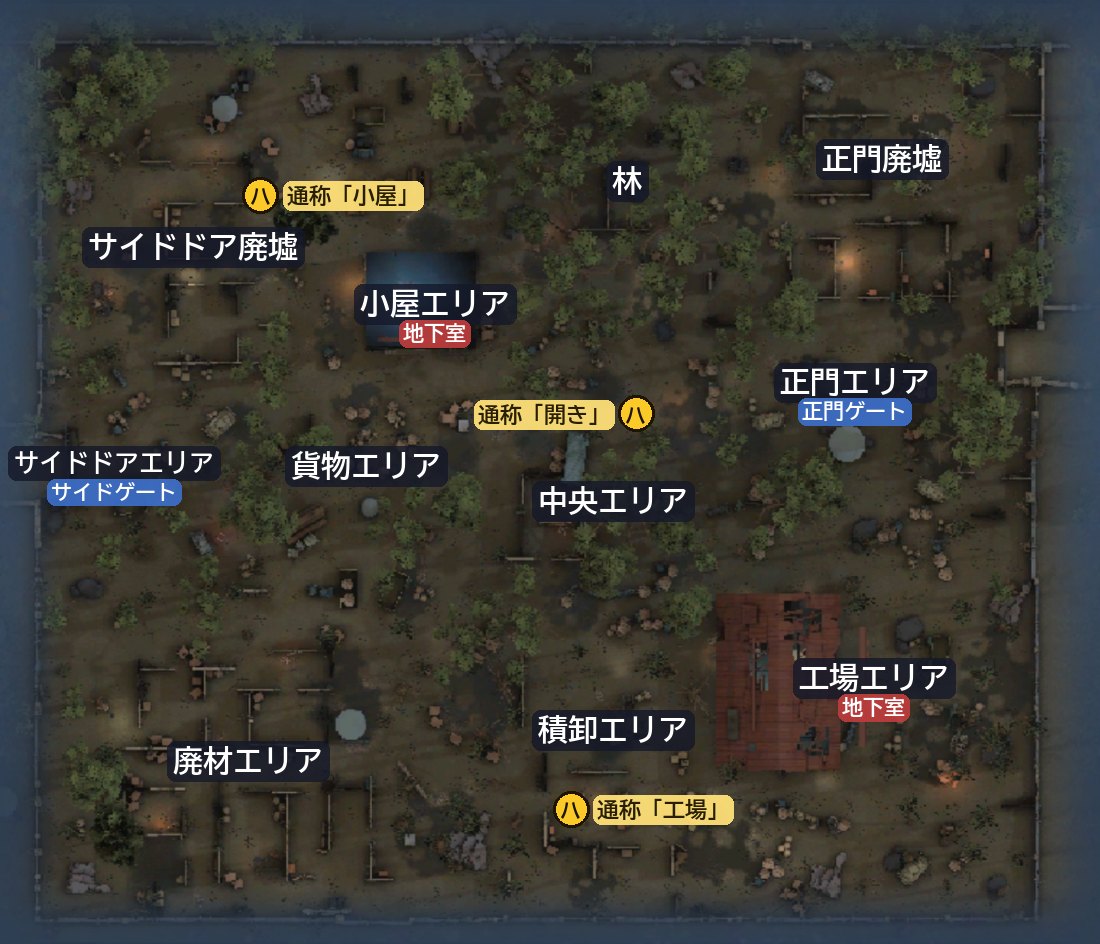 正門廃墟
林
ハ 通称「小屋」
サイドドア廃墟
小屋エリア
地下室
正門エリア
正門ゲート
通称「開き」 ハ
サイドドアエリア
サイドゲート
貨物エリア
中央エリア
工場エリア
地下室
積卸エリア
廃材エリア
ハ 通称「工場」